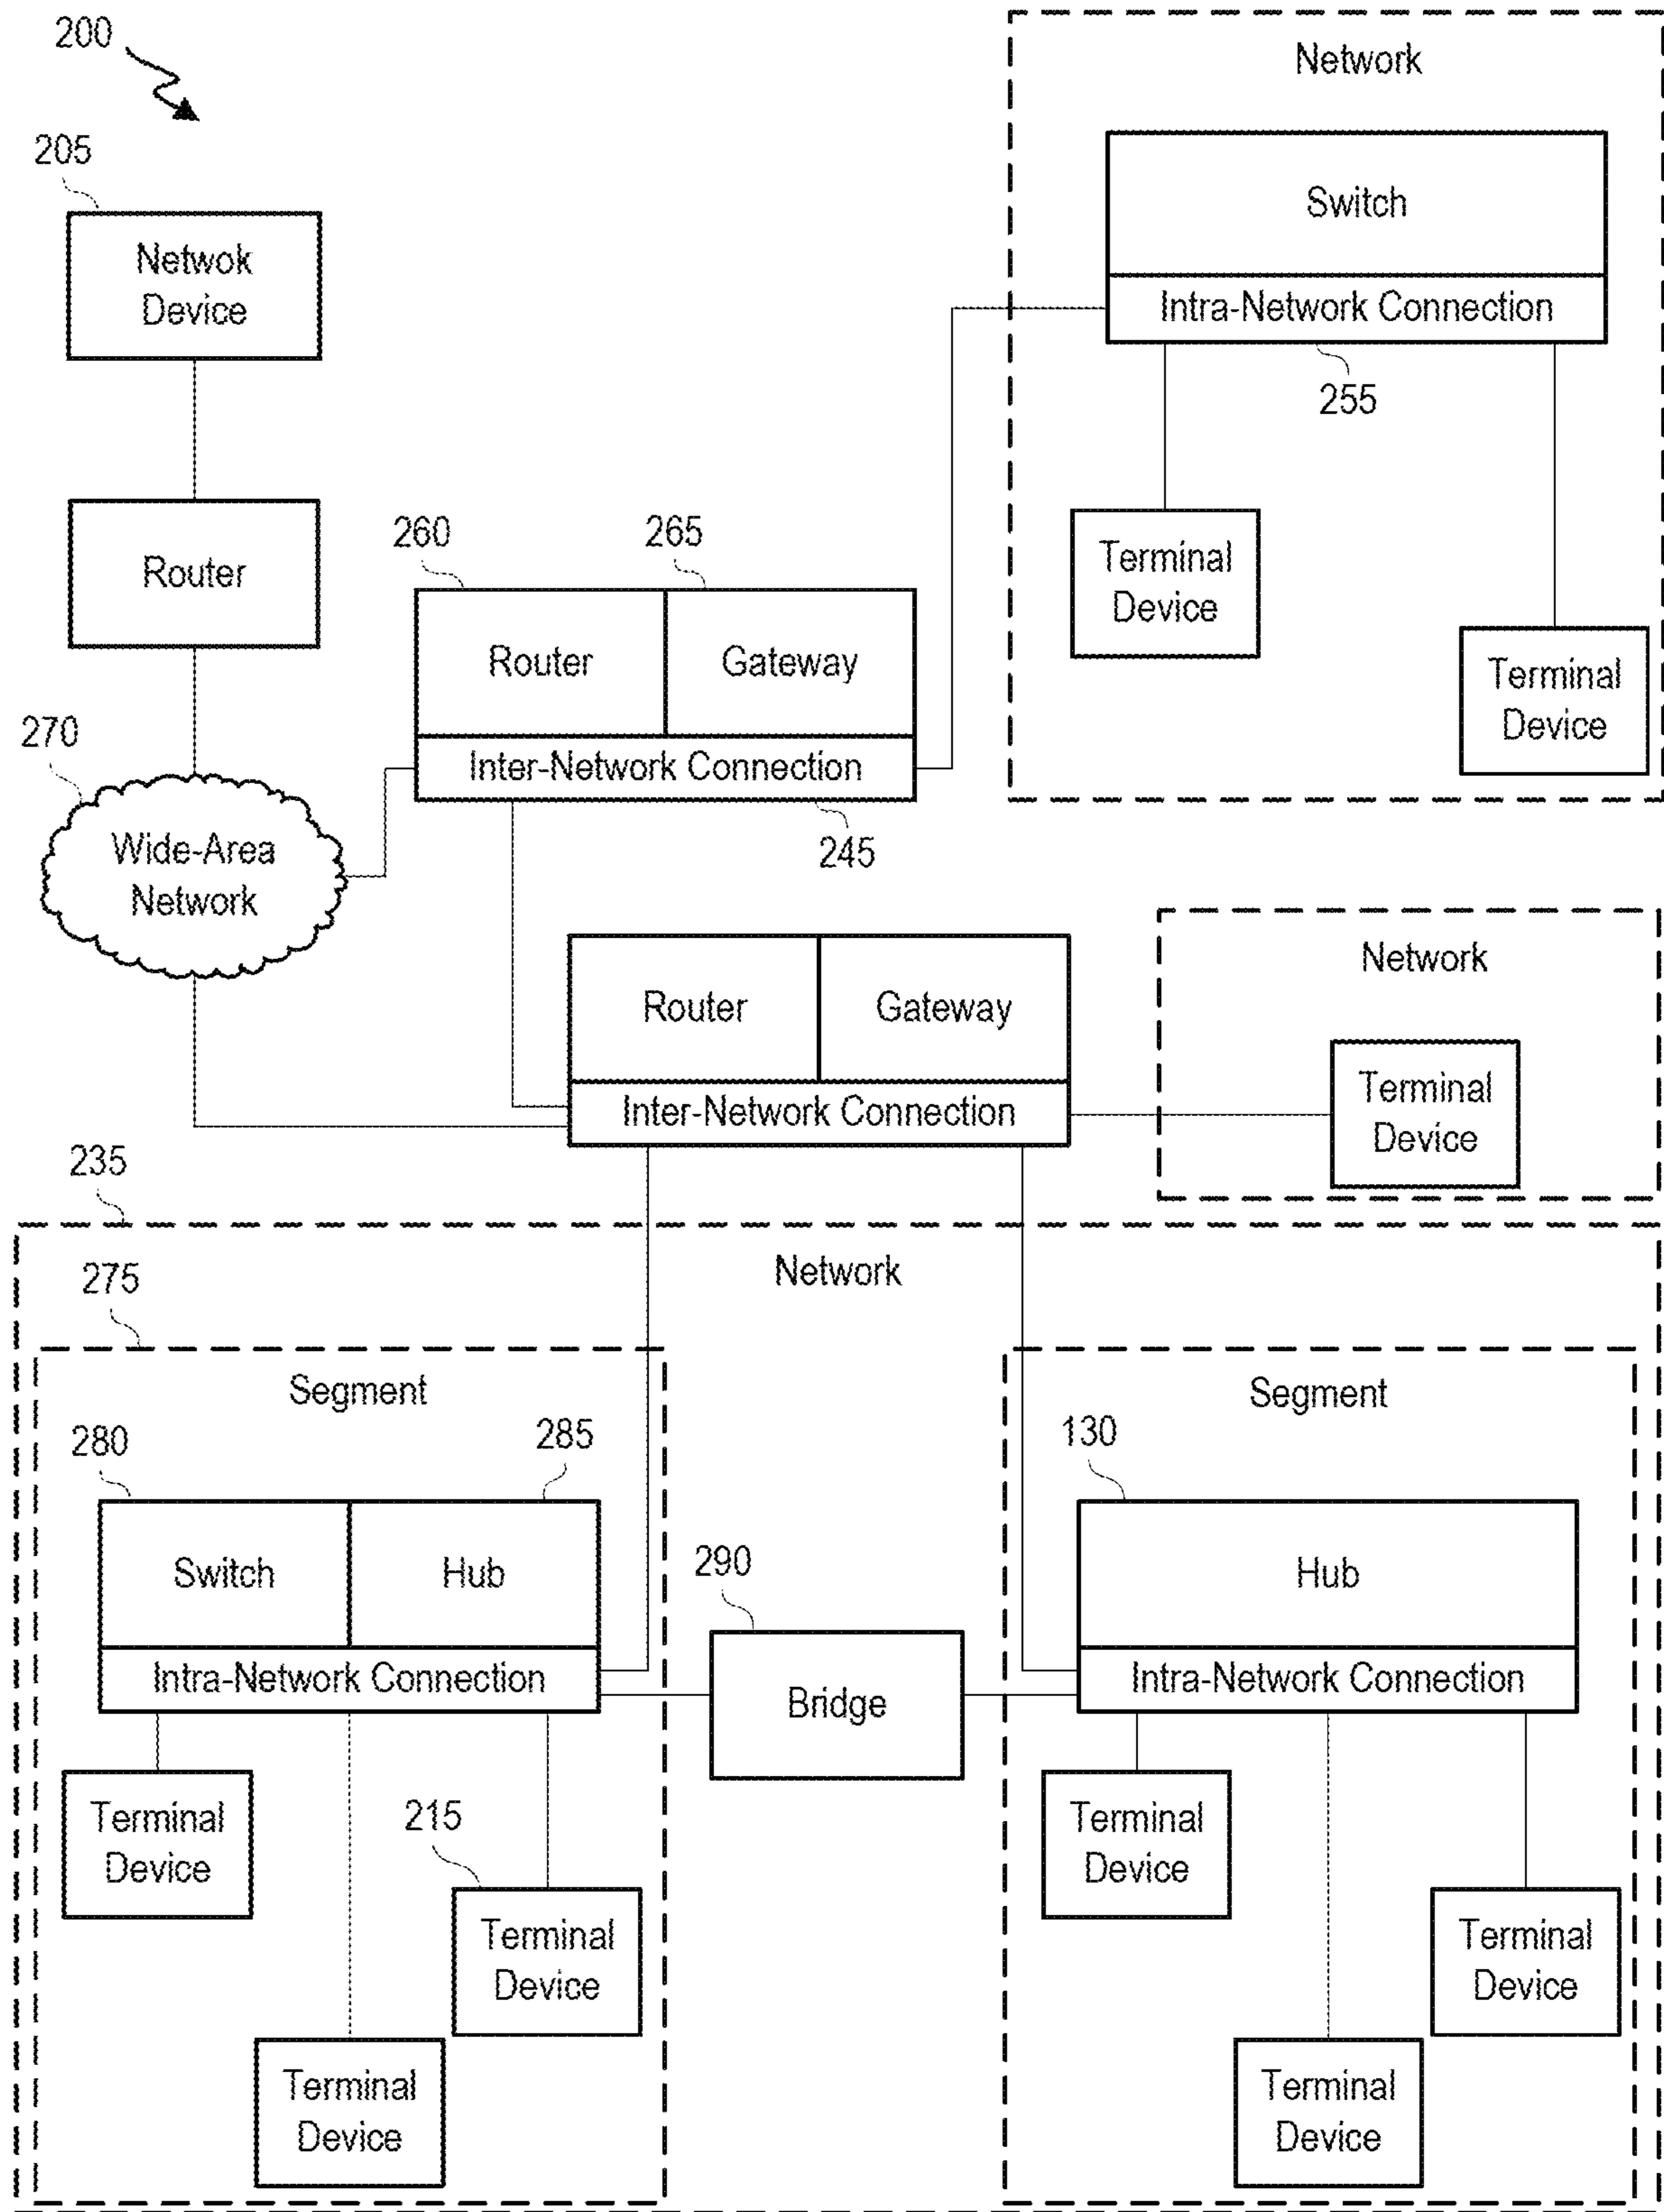 200
Network
205
Switch
Netwok
Device
Intra-Network Connection
255
Router
260
265
Terminal
Device
Router
Gateway
Terminal
Device
270
Inter-Network Connection
245
Wide-Area
Network
Network
Router
Gateway
Terminal
Device
Inter-Network Connection
235
Network
275
Segment
Segment
280
285
130
Switch
Hub
290
Hub
Intra-Network Connection
Bridge
Intra-Network Connection
Terminal
Device
215
Terminal
Device
Terminal
Device
Terminal
Device
Terminal
Device
Terminal
Device